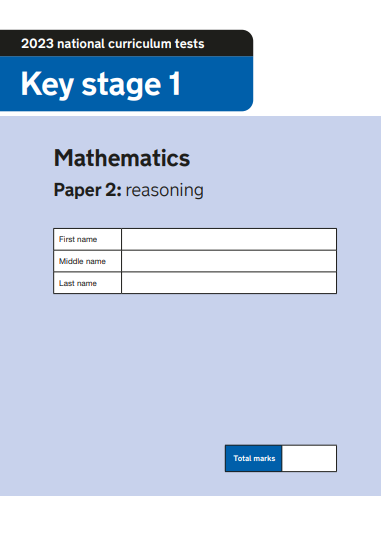 2023 national curriculum tests
Key stage 1
Mathematics
Paper 2: reasoning
First name
Middle name
Last name
Total marks